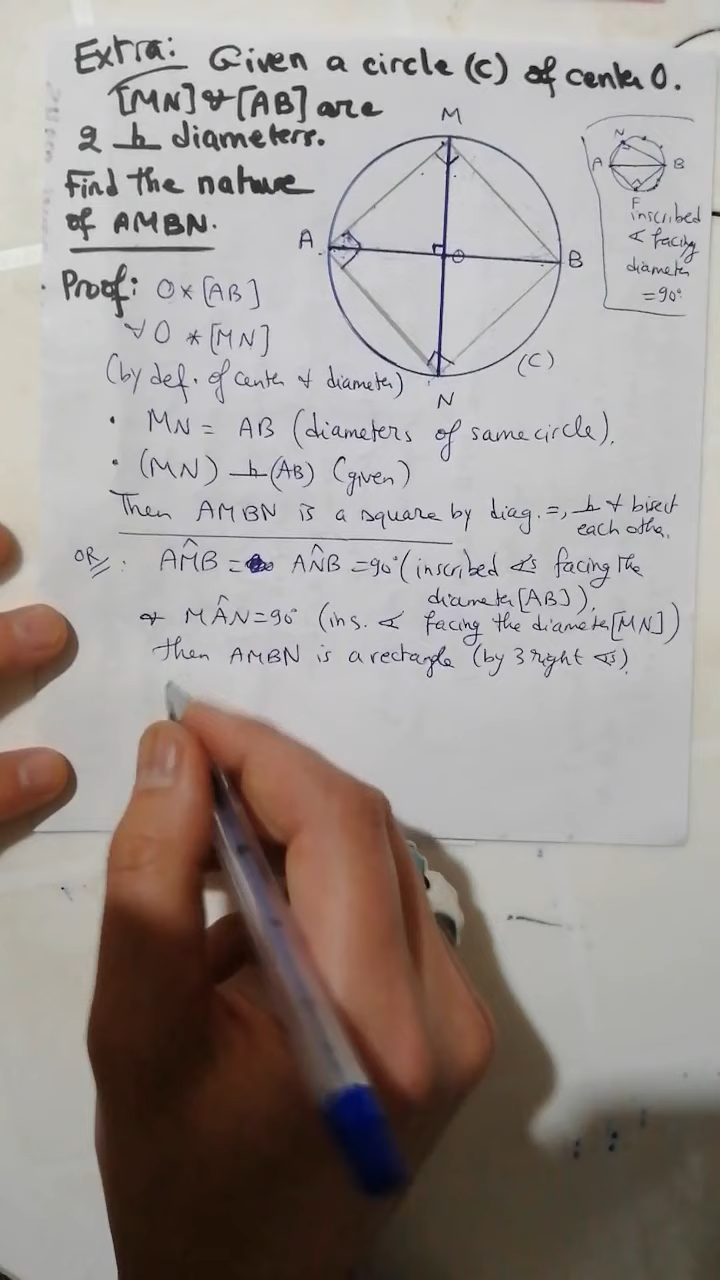 Extra: Given a circle (C) of center O.
[MN] & [AB] are
2 ⊥ diameters.
Find the nature
of AMBN.
M
A
O
B
N
(C)
N
A
B
F
inscribed
∢ facing
diameter
=90°
Proof: O * [AB]
& O * [MN]
(by def. of center & diameter)
• MN = AB (diameters of same circle).
• (MN) ⊥ (AB) (given)
Then AMBN is a square by diag. =, ⊥ & bisect
each other.
OR: AM̂B = AN̂B = 90° (inscribed ∢s facing the
diameter [AB]),
& MÂN = 90° (ins. ∢ facing the diameter [MN])
then AMBN is a rectangle (by 3 right ∢s).